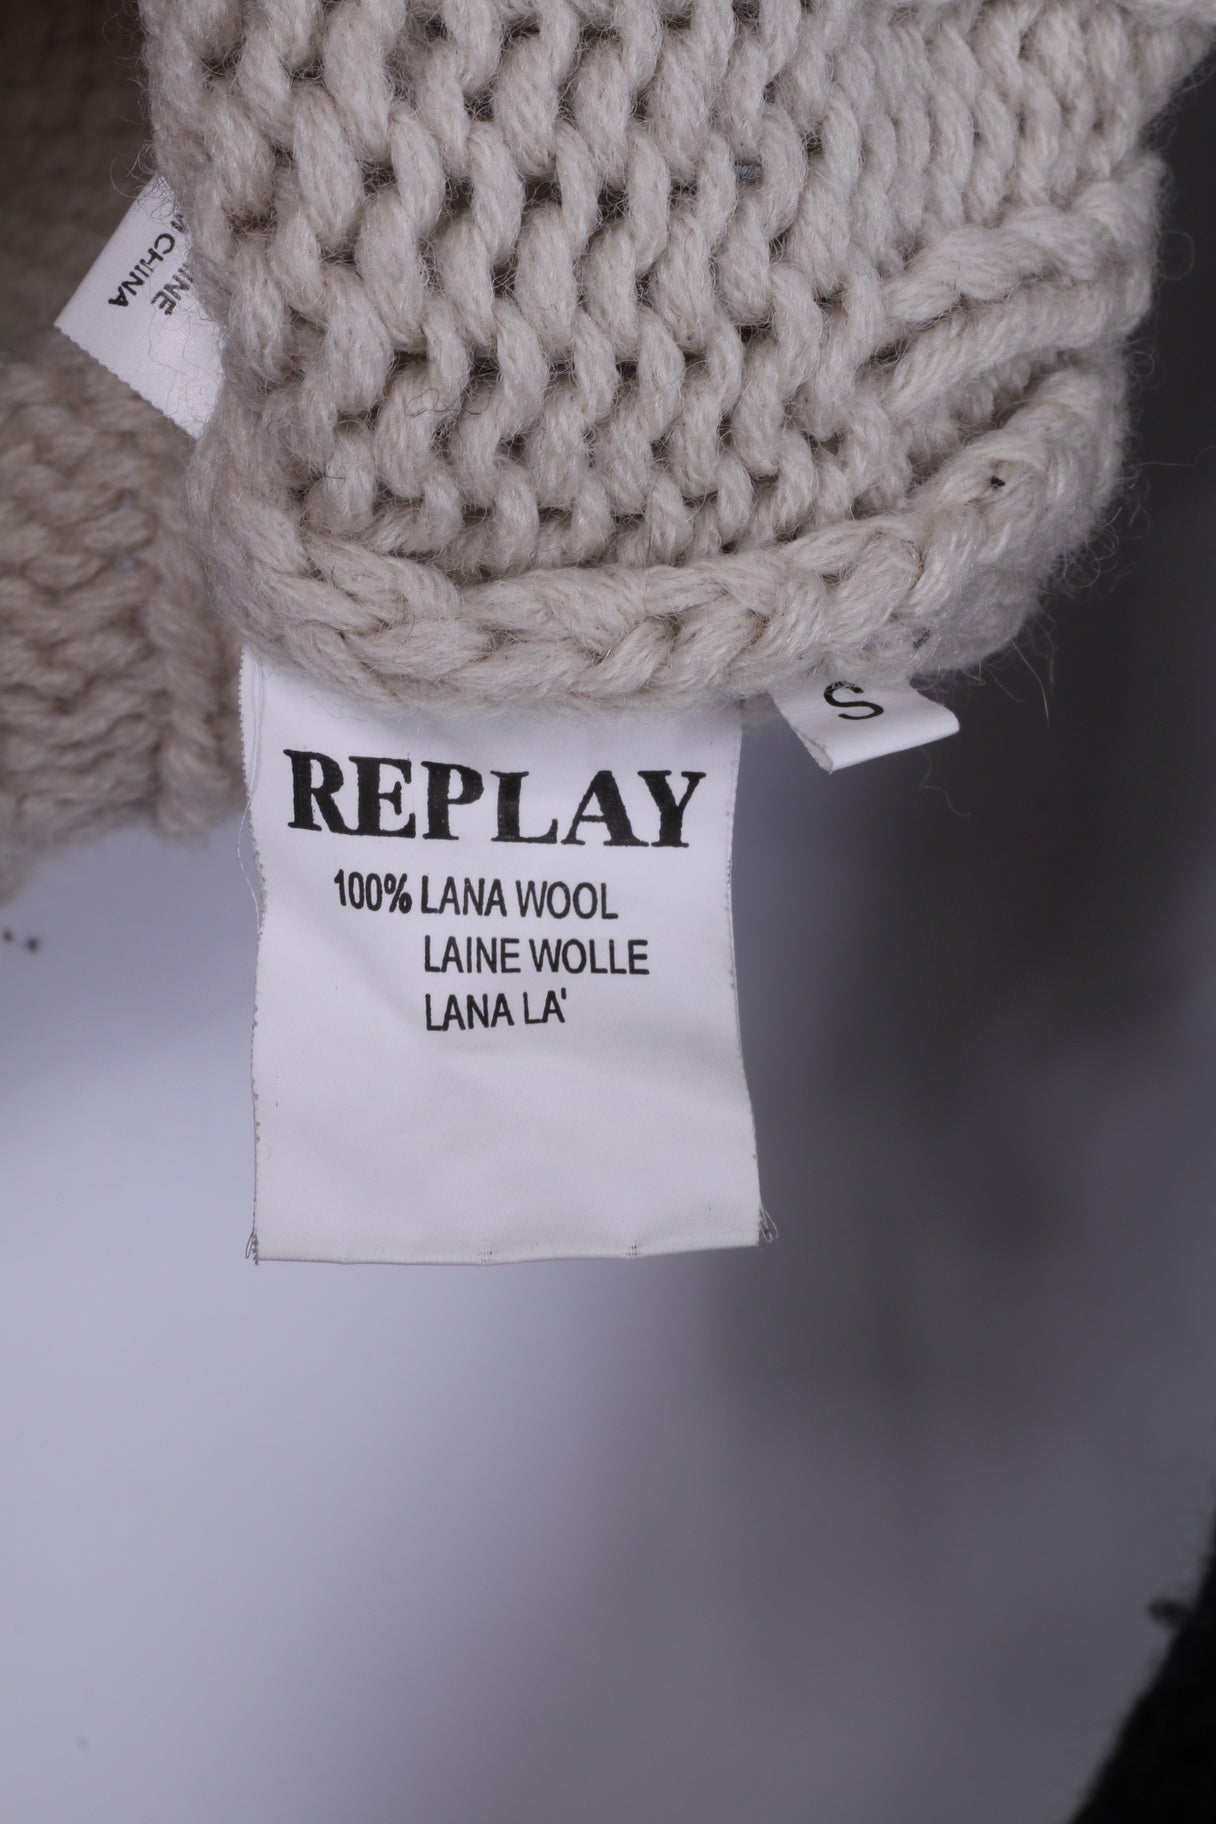 CHINA
REPLAY
100% LANA WOOL
LAINE WOLLE
LANA LA'
S